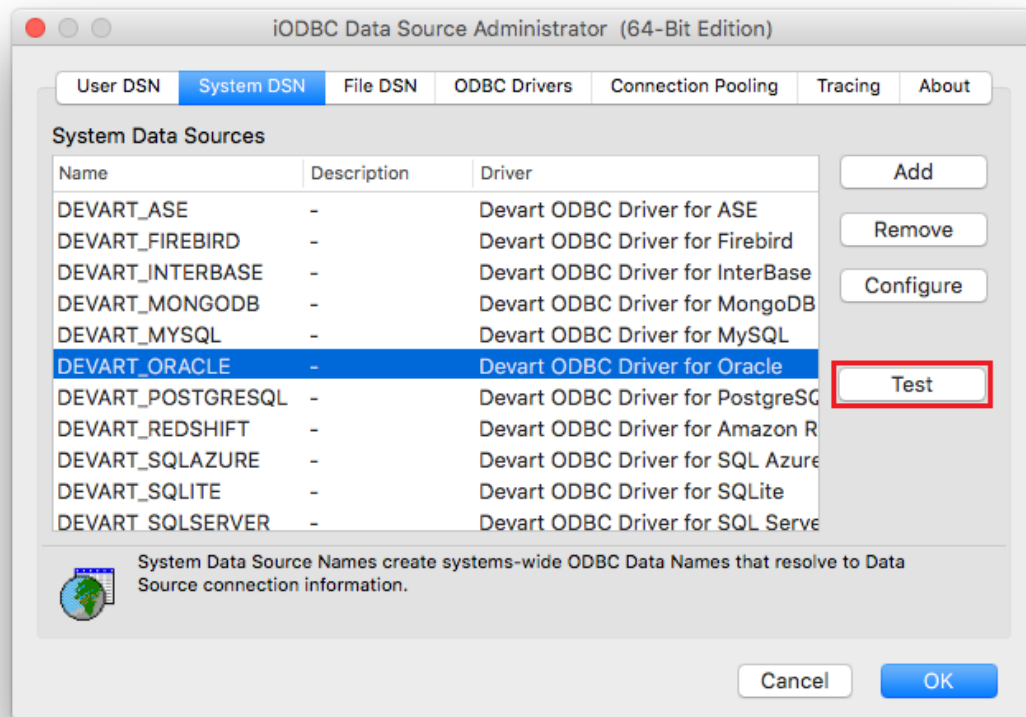 iODBC Data Source Administrator (64-Bit Edition)
User DSN System DSN File DSN ODBC Drivers Connection Pooling Tracing About
System Data Sources
Name Description Driver
Add
DEVART_ASE - Devart ODBC Driver for ASE
Remove
DEVART_FIREBIRD - Devart ODBC Driver for Firebird
DEVART_INTERBASE - Devart ODBC Driver for InterBase
Configure
DEVART_MONGODB - Devart ODBC Driver for MongoDB
DEVART_MYSQL - Devart ODBC Driver for MySQL
DEVART_ORACLE - Devart ODBC Driver for Oracle
Test
DEVART_POSTGRESQL - Devart ODBC Driver for PostgreSQ
DEVART_REDSHIFT - Devart ODBC Driver for Amazon R
DEVART_SQLAZURE - Devart ODBC Driver for SQL Azure
DEVART_SQLITE - Devart ODBC Driver for SQLite
DEVART_SQLSERVER - Devart ODBC Driver for SQL Serve
System Data Source Names create systems-wide ODBC Data Names that resolve to Data
Source connection information.
Cancel OK